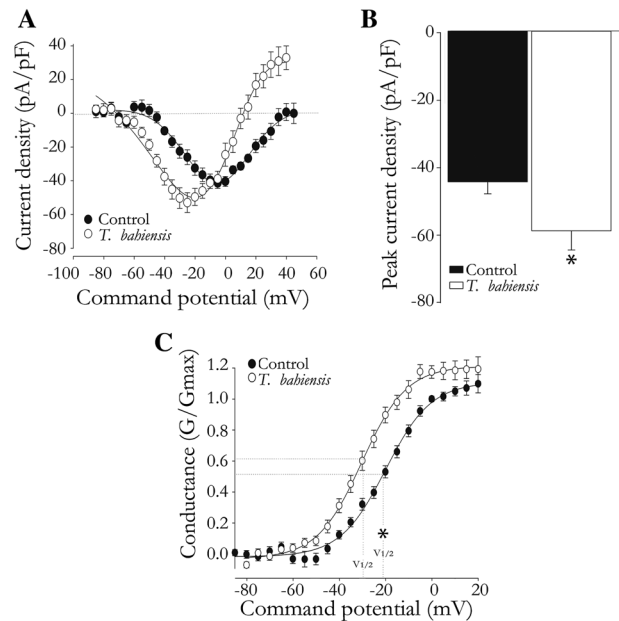 A
Current density (pA/pF)
40
20
0
-20
-40
-60
-80
Control
T. bahiensis
-100 -80 -60 -40 -20 0 20 40 60
Command potential (mV)
B
Peak current density (pA/pF)
0
-20
-40
-60
-80
*
Control
T. bahiensis
C
Conductance (G/Gmax)
1.2
1.0
0.8
0.6
0.4
0.2
0.0
Control
T. bahiensis
*
V1/2
V1/2
-80 -60 -40 -20 0 20
Command potential (mV)